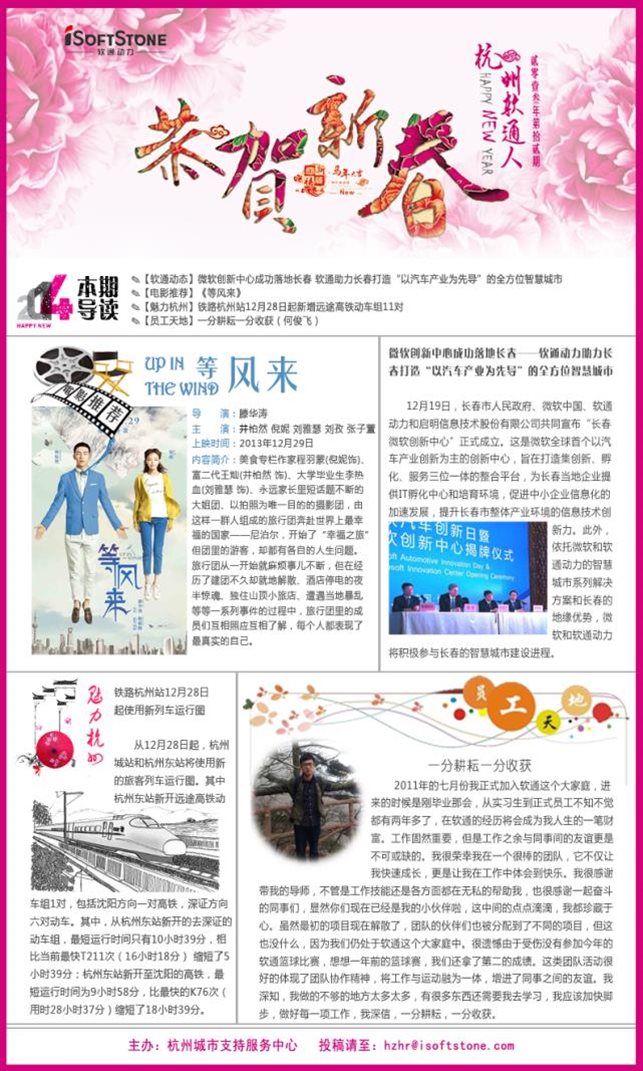 iSOFTSTONE
软通动力
恭贺新春
杭州软通人
HAPPY NEW YEAR
贰零壹叁年第拾贰期
马年大吉
New
2014
HAPPY NEW
本期
导读
【软通动态】微软创新中心成功落地长春 软通助力长春打造“以汽车产业为先导”的全方位智慧城市
【电影推荐】《等风来》
【魅力杭州】铁路杭州站12月28日起新增远途高铁动车组11对
【员工天地】一分耕耘一分收获（何俊飞）
电影推荐
UP IN
THE WIND
等风来
导　演：滕华涛
主　演：井柏然 倪妮 刘雅瑟 刘孜 张子萱
上映时间：2013年12月29日
内容简介：美食专栏作家程羽蒙(倪妮饰)、
富二代王灿(井柏然 饰)、大学毕业生李热
血(刘雅瑟 饰)、永远家长里短话题不断的
大姐团、以拍照为唯一目的的摄影团，由
这样一群人组成的旅行团奔赴世界上最幸
福的国家——尼泊尔，开始了 “幸福之旅”
但团里的游客，却都有各自的人生问题。
旅行团从一开始就麻烦事儿不断，但在经
历了建团不久却就地解散、酒店停电的夜
半惊魂、独住山顶小旅店、遭遇当地暴乱
等等一系列事件的过程中，旅行团里的成
员们互相照应互相了解，每个人都表现了
最真实的自己。
等风来
微软创新中心成功落地长春——软通动力助力长
春打造“以汽车产业为先导”的全方位智慧城市
12月19日，长春市人民政府、微软中国、软通
动力和启明信息技术股份有限公司共同宣布“长春
微软创新中心”正式成立。这是微软全球首个以汽
车产业创新为主的创新中心，旨在打造集创新、孵
化、服务三位一体的整合平台，为长春当地企业提
供IT孵化中心和培育环境，促进中小企业信息化的
加速发展，提升长春市整体产业环境的信息技术创
新力。此外，
依托微软和软
通动力的智慧
城市系列解决
方案和长春的
地缘优势，微
软和软通动力
将积极参与长春的智慧城市建设进程。
汽车创新日暨
软创新中心揭牌仪式
soft Automotive Innovation Day &
osoft Innovation Center Opening Ceremony
魅力杭州
铁路杭州站12月28日
起使用新列车运行图
从12月28日起，杭州
城站和杭州东站将使用新
的旅客列车运行图。其中
杭州东站新开远途高铁动
车组1对，包括沈阳方向一对高铁，深证方向
六对动车。其中，从杭州东站新开的去深证的
动车组，最短运行时间只有10小时39分，相
比当前最快T211次（16小时18分）缩短了5
小时39分；杭州东站新开至沈阳的高铁，最
短运行时间为9小时58分，比最快的K76次（
用时28小时37分）缩短了18小时39分。
员工天地
一分耕耘一分收获
2011年的七月份我正式加入软通这个大家庭，进
来的时候是刚毕业那会，从实习生到正式员工不知不觉
都有两年多了，在软通的经历将会成为我人生的一笔财
富。工作固然重要，但是工作之余与同事间的友谊更是
不可或缺的。我很荣幸我在一个很棒的团队，它不仅让
我快速成长，更是让我在工作中体会到快乐。我很感谢
带我的导师，不管是工作技能还是各方面都在无私的帮助我，也很感谢一起奋斗
的同事们，显然你们现在已经是我的小伙伴啦，这中间的点点滴滴，我都珍藏于
心。虽然最初的项目现在解散了，团队的伙伴们也被分配到了不同的项目，但这
也没什么，因为我们仍处于软通这个大家庭中。很遗憾由于受伤没有参加今年的
软通篮球比赛，想想一年前的篮球赛，我们还拿了第二的成绩。这类团队活动很
好的体现了团队协作精神，将工作与运动融为一体，增进了同事之间的友谊。我
深知，我做的不够的地方太多太多，有很多东西还需要我去学习，我应该加快脚
步，做好每一项工作，我深信，一分耕耘，一分收获。
主办：杭州城市支持服务中心　投稿请至：hzhr@isoftstone.com